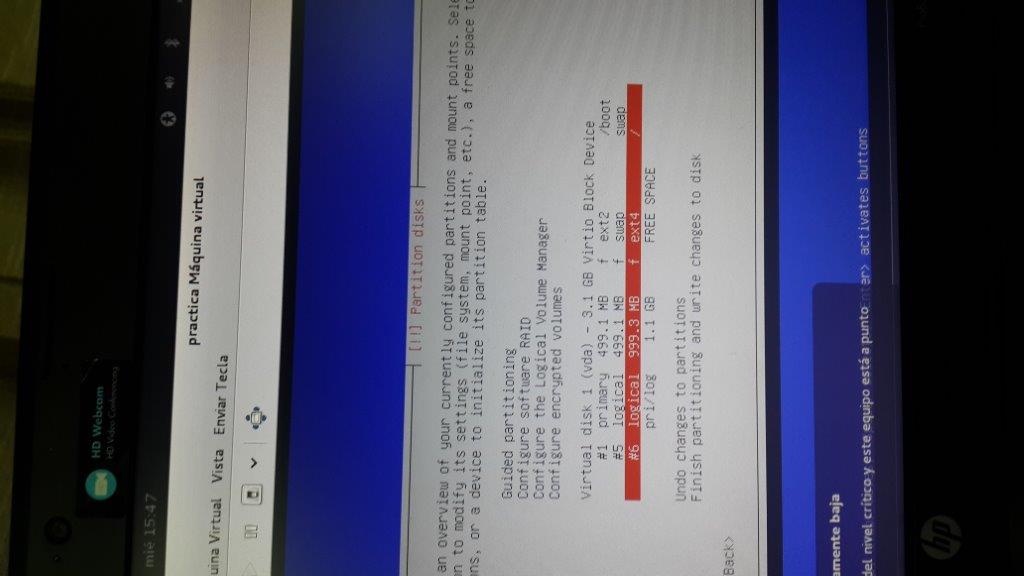 HD Webcam
HD Video Conferencing
mié 15:47
practica Máquina virtual
uina Virtual Vista Enviar Tecla
[!!] Partition disks
an overview of your currently configured partitions and mount points. Sele
n to modify its settings (file system, mount point, etc.), a free space to
ns, or a device to initialize its partition table.
Guided partitioning
Configure software RAID
Configure the Logical Volume Manager
Configure encrypted volumes
Virtual disk 1 (vda) - 3.1 GB Virtio Block Device
#1 primary 499.1 MB f ext2 /boot
#5 logical 499.1 MB f swap swap
#6 logical 999.3 MB f ext4 /
pri/log 1.1 GB FREE SPACE
Undo changes to partitions
Finish partitioning and write changes to disk
Back>
nter> activates buttons
amente baja
del nivel crítico y este equipo está a punto
hp